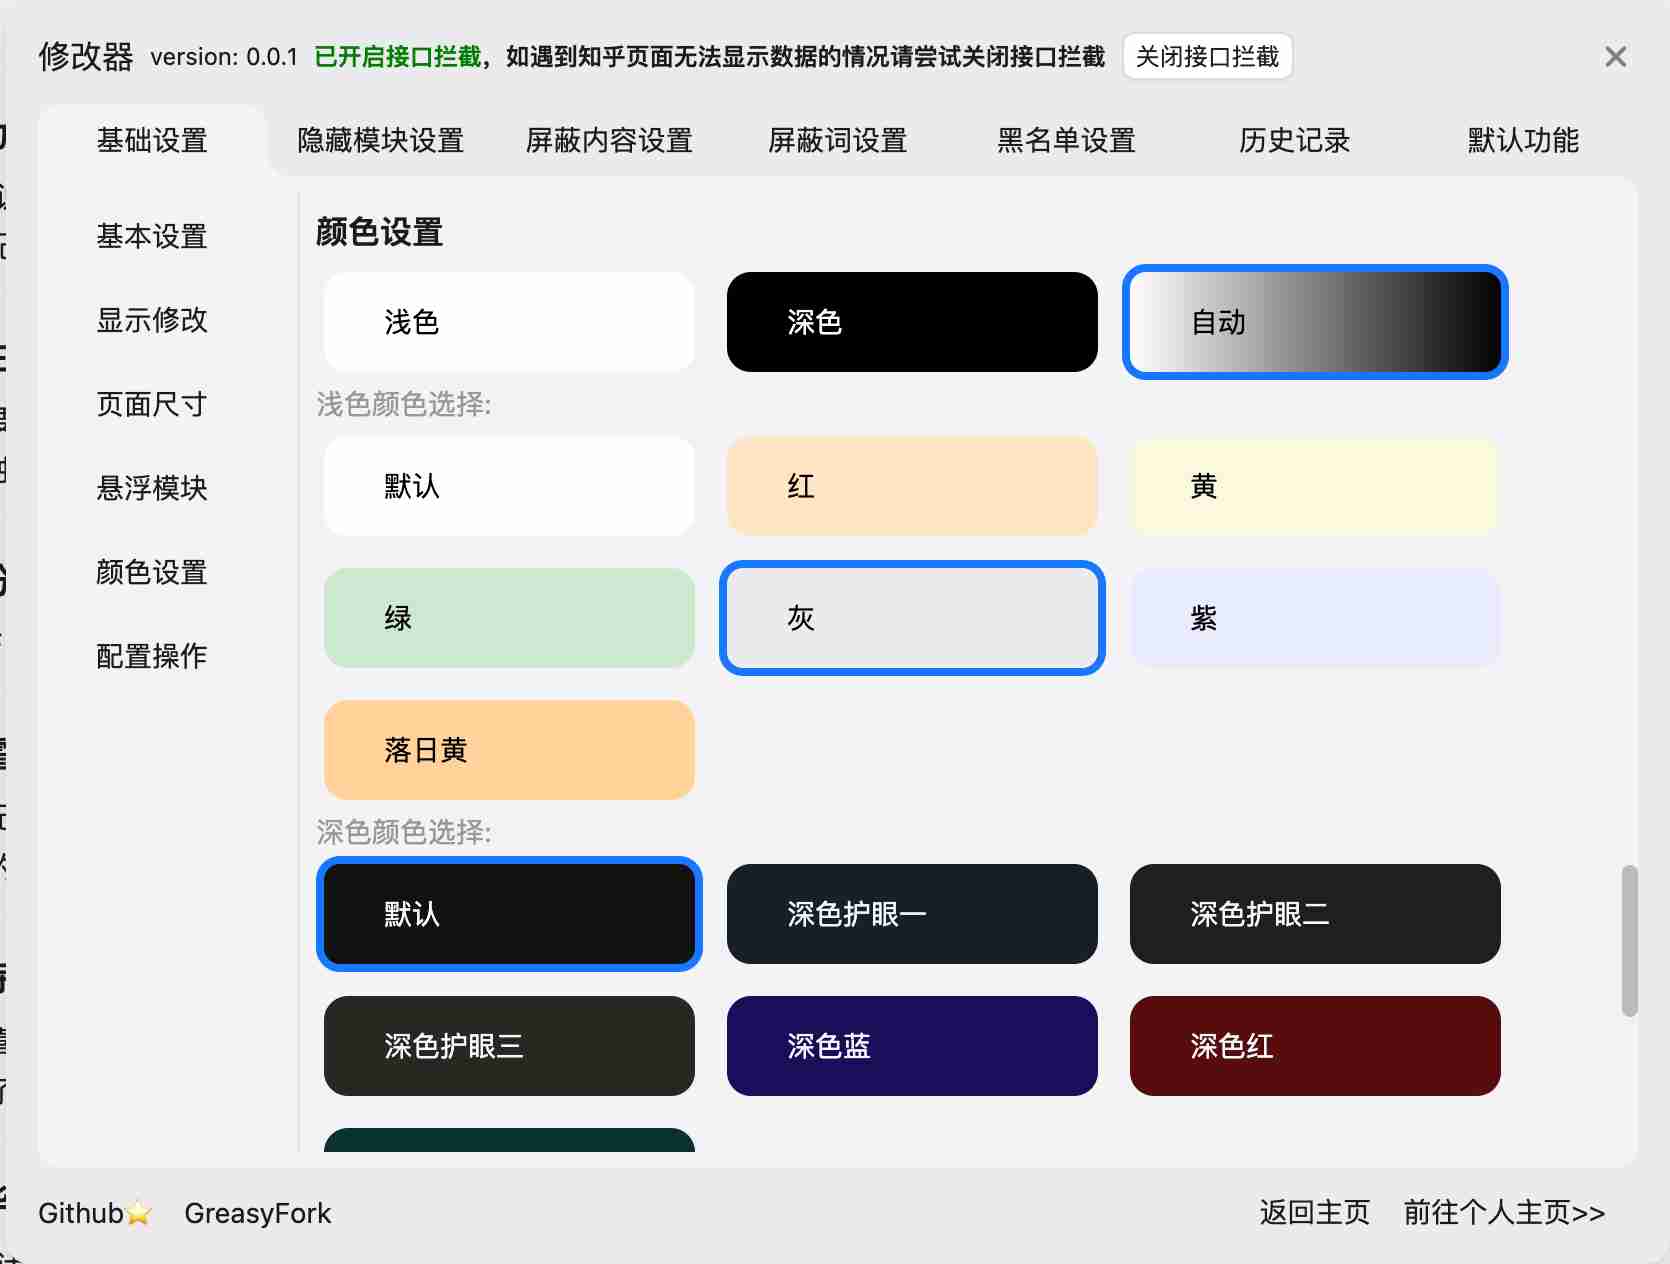 修改器 version: 0.0.1 已开启接口拦截，如遇到知乎页面无法显示数据的情况请尝试关闭接口拦截 关闭接口拦截
基础设置 隐藏模块设置 屏蔽内容设置 屏蔽词设置 黑名单设置 历史记录 默认功能
基本设置
显示修改
页面尺寸
悬浮模块
颜色设置
配置操作
颜色设置
浅色 深色 自动
浅色颜色选择:
默认 红 黄
绿 灰 紫
落日黄
深色颜色选择:
默认 深色护眼一 深色护眼二
深色护眼三 深色蓝 深色红
Github⭐ GreasyFork 返回主页 前往个人主页>>